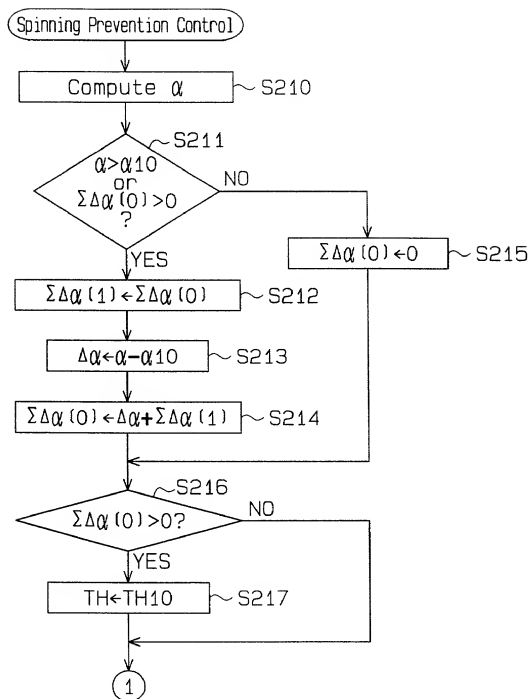 Spinning Prevention Control
Compute α
S210
S211
α>α10
or
ΣΔα(0)>0
?
NO
YES
ΣΔα(0)←0
S215
ΣΔα(1)←ΣΔα(0)
S212
Δα←α-α10
S213
ΣΔα(0)←Δα+ΣΔα(1)
S214
S216
ΣΔα(0)>0?
NO
YES
TH←TH10
S217
1